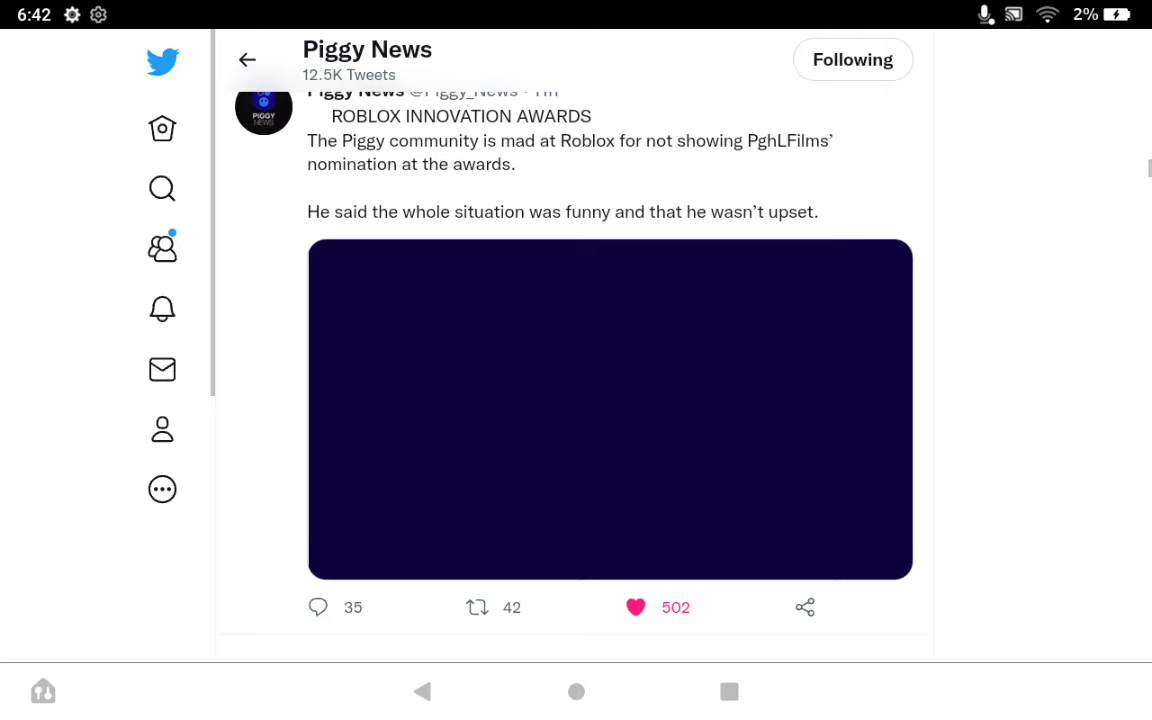 6:42
2%
Piggy News
12.5K Tweets
Following
Piggy News @Piggy_News
PIGGY
NEWS
ROBLOX INNOVATION AWARDS
The Piggy community is mad at Roblox for not showing PghLFilms’
nomination at the awards.
He said the whole situation was funny and that he wasn’t upset.
35
42
502